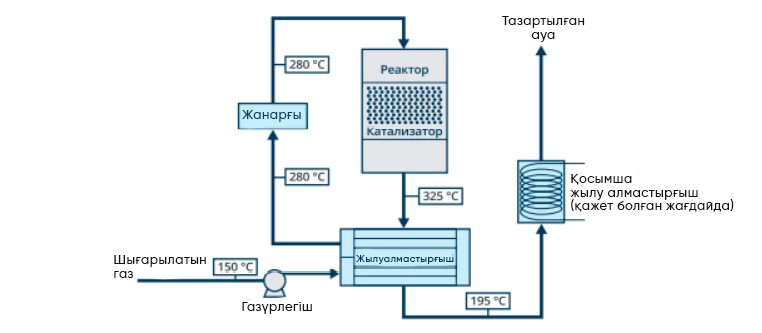 Тазартылған
ауа
280 °C
Реактор
Жанарғы
Катализатор
280 °C
325 °C
Қосымша
жылу алмастырғыш
(қажет болған жағдайда)
Шығарылатын
газ
150 °C
Жылуалмастырғыш
Газүрлегіш
195 °C